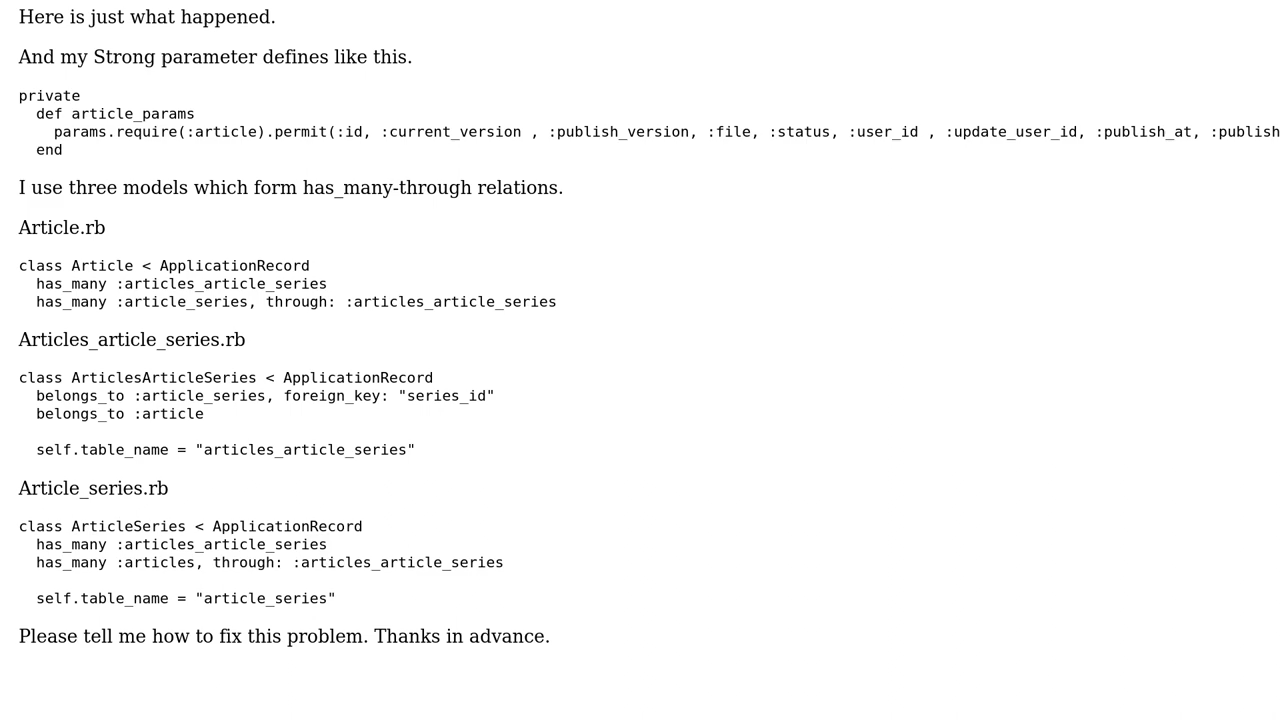 Here is just what happened.
And my Strong parameter defines like this.
private
  def article_params
    params.require(:article).permit(:id, :current_version , :publish_version, :file, :status, :user_id , :update_user_id, :publish_at, :publish
  end
I use three models which form has_many-through relations.
Article.rb
class Article < ApplicationRecord
  has_many :articles_article_series
  has_many :article_series, through: :articles_article_series
Articles_article_series.rb
class ArticlesArticleSeries < ApplicationRecord
  belongs_to :article_series, foreign_key: "series_id"
  belongs_to :article
  self.table_name = "articles_article_series"
Article_series.rb
class ArticleSeries < ApplicationRecord
  has_many :articles_article_series
  has_many :articles, through: :articles_article_series
  self.table_name = "article_series"
Please tell me how to fix this problem. Thanks in advance.